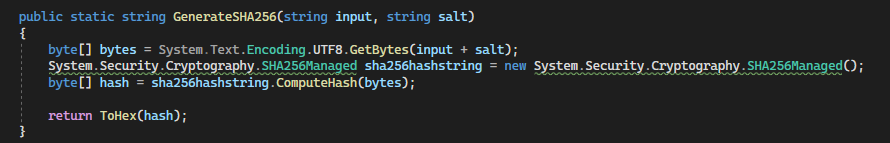 public static string GenerateSHA256(string input, string salt)
{
byte[] bytes = System.Text.Encoding.UTF8.GetBytes(input + salt);
System.Security.Cryptography.SHA256Managed sha256hashstring = new System.Security.Cryptography.SHA256Managed();
byte[] hash = sha256hashstring.ComputeHash(bytes);
return ToHex(hash);
}